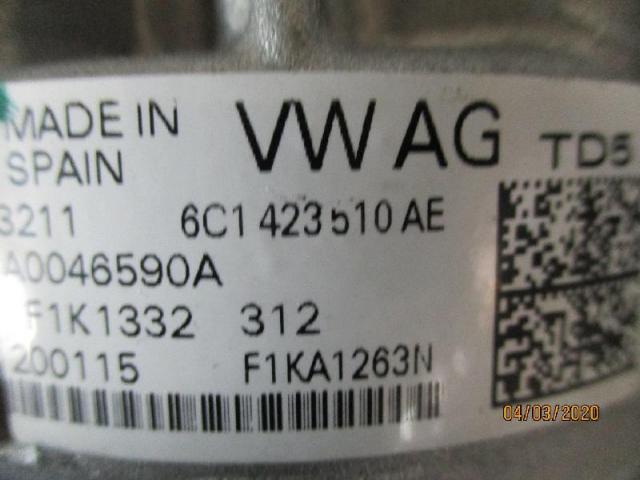 MADE IN
SPAIN
VW AG
TD5
3211 6C1 423 510 AE
A0046590A
F1K1332 312
200115 F1KA1263N
04/03/2020